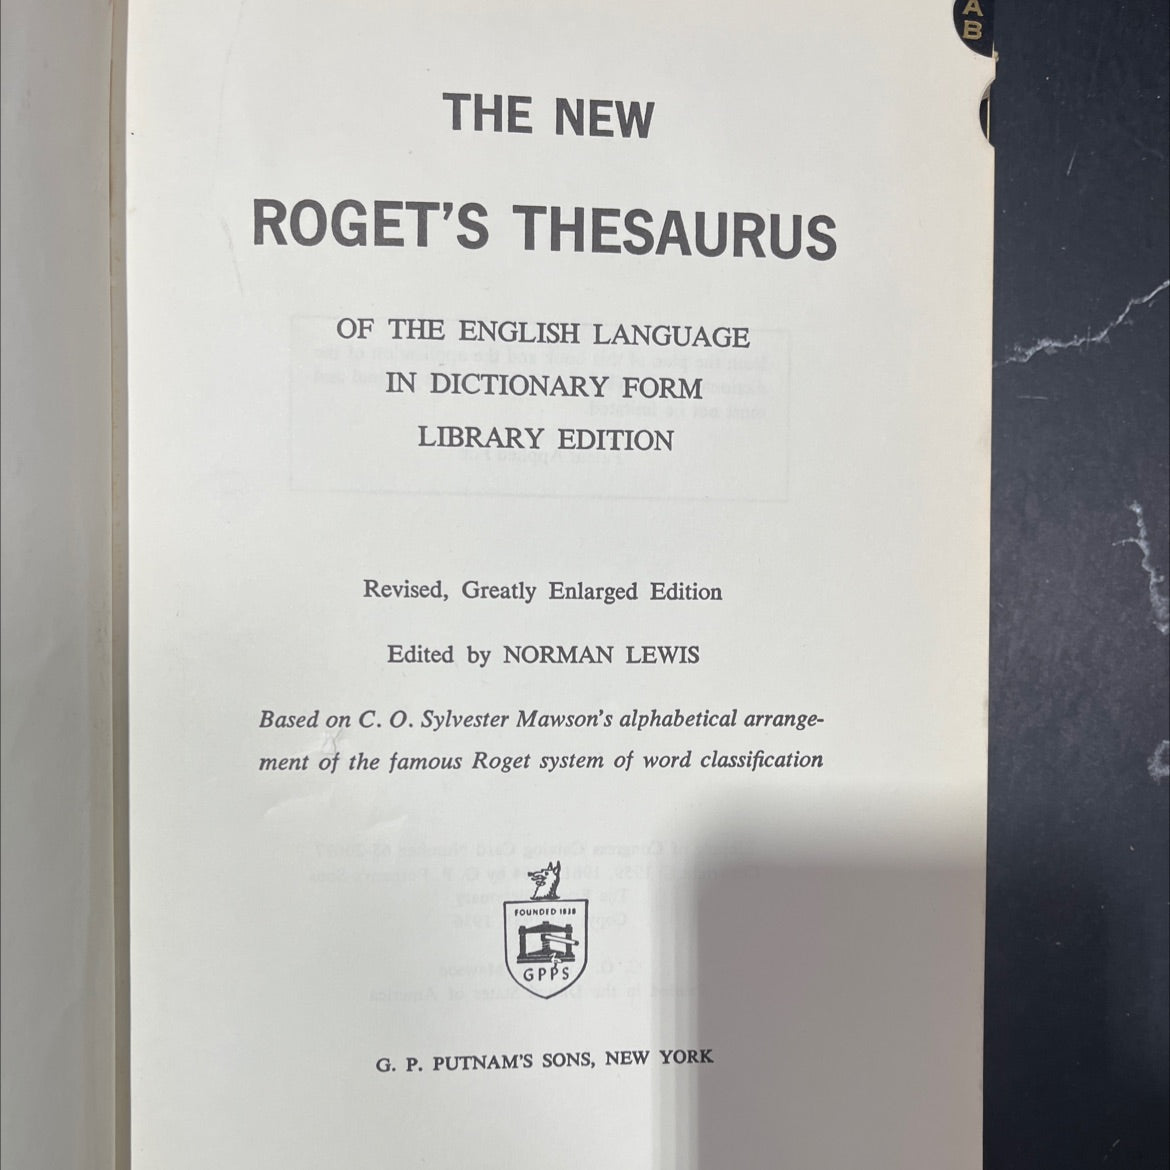 A
B
THE NEW
ROGET'S THESAURUS
OF THE ENGLISH LANGUAGE
IN DICTIONARY FORM
LIBRARY EDITION
Revised, Greatly Enlarged Edition
Edited by NORMAN LEWIS
Based on C. O. Sylvester Mawson's alphabetical arrange-
ment of the famous Roget system of word classification
FOUNDED 1838
GPPS
G. P. PUTNAM'S SONS, NEW YORK